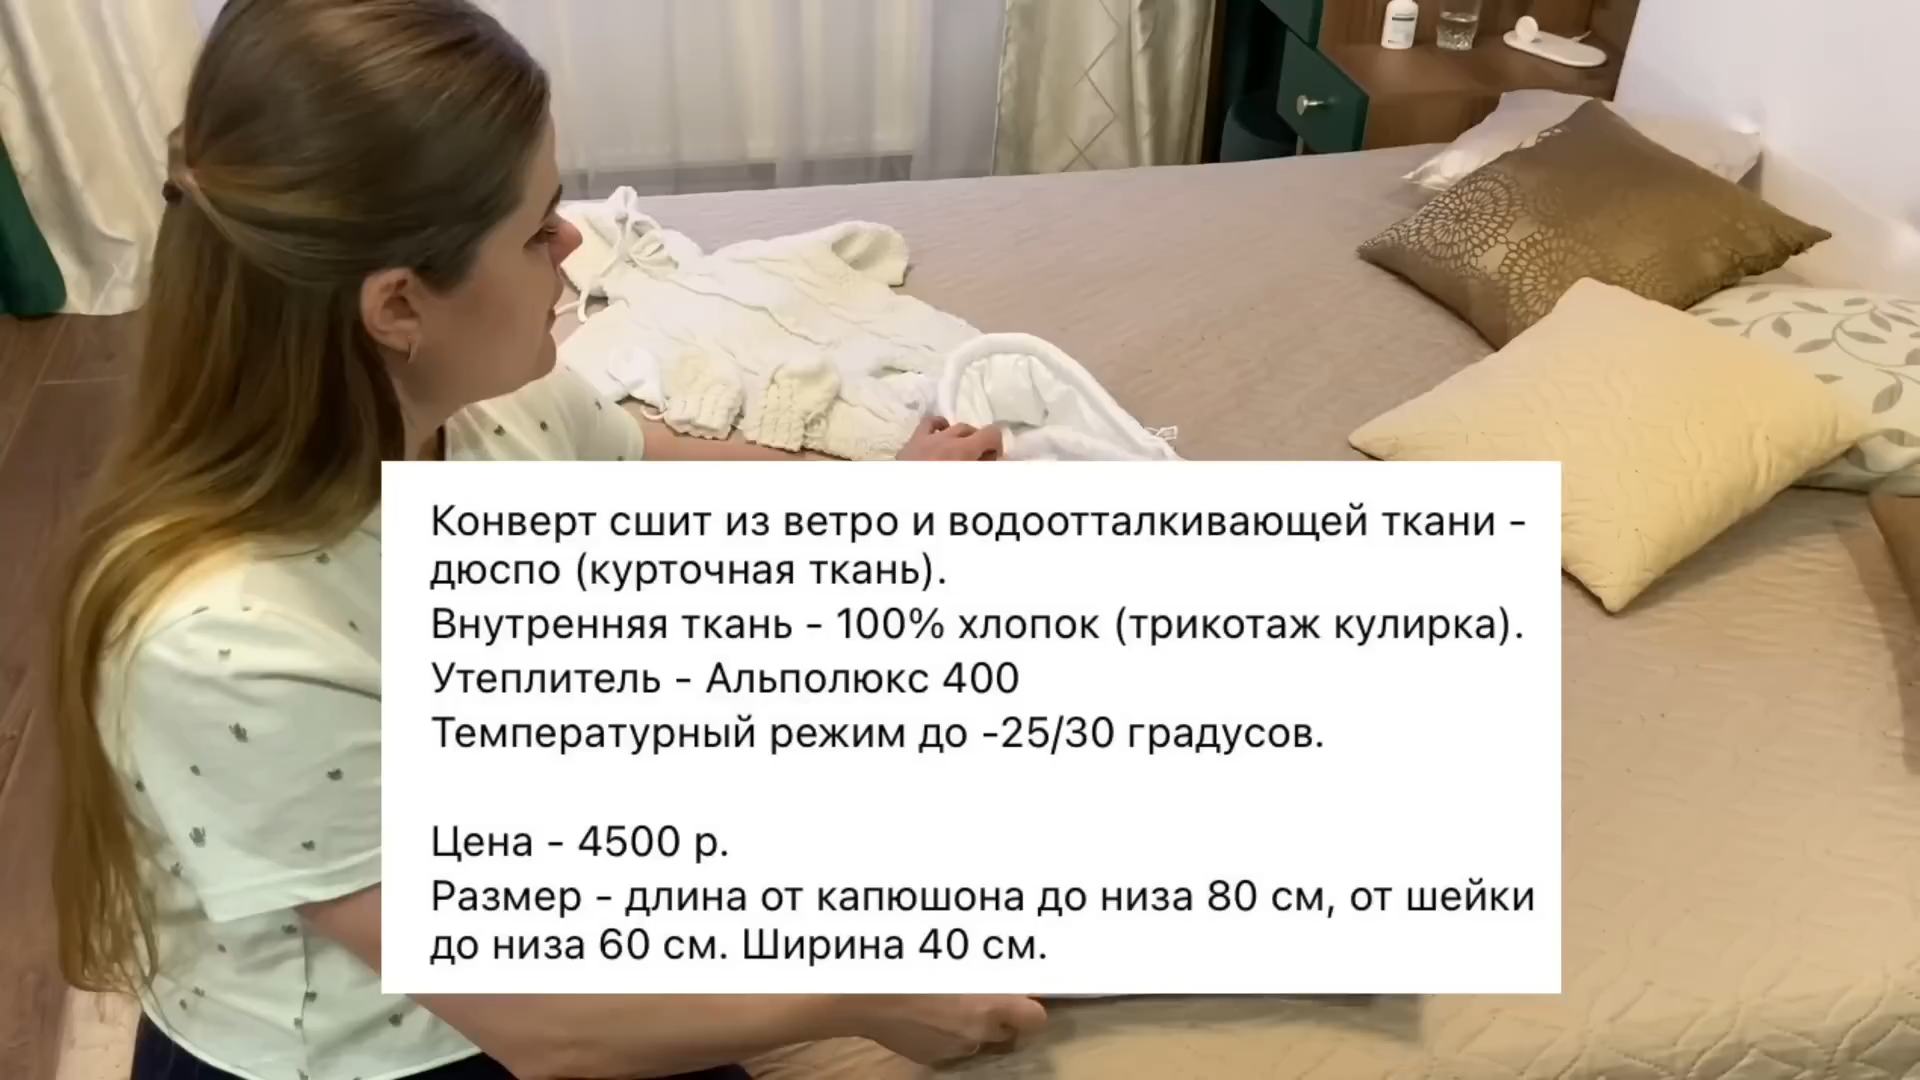 Конверт сшит из ветро и водоотталкивающей ткани -
дюспо (курточная ткань).
Внутренняя ткань - 100% хлопок (трикотаж кулирка).
Утеплитель - Альполюкс 400
Температурный режим до -25/30 градусов.
Цена - 4500 р.
Размер - длина от капюшона до низа 80 см, от шейки
до низа 60 см. Ширина 40 см.